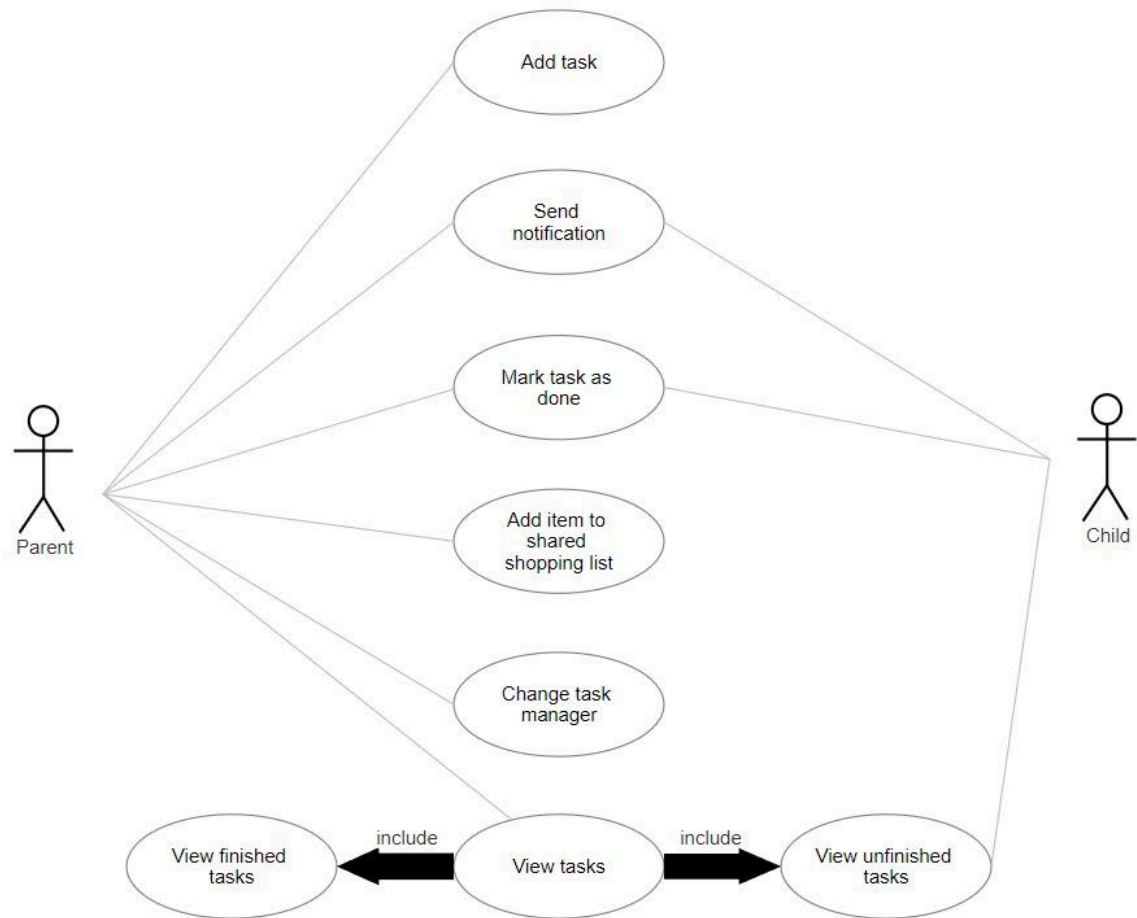 Add task
Send
notification
Mark task as
done
Parent
Child
Add item to
shared
shopping list
Change task
manager
include
include
View finished
tasks
View tasks
View unfinished
tasks